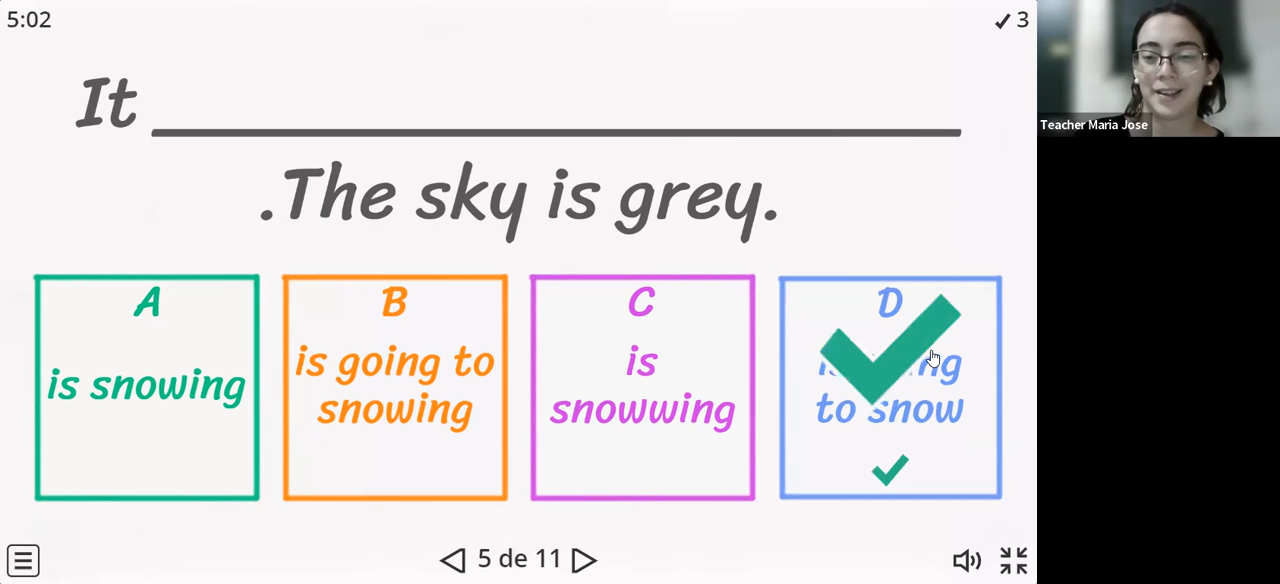 5:02
✓ 3
It ____________________
.The sky is grey.
A
is snowing
B
is going to
snowing
C
is
snowwing
D
to snow
5 de 11
Teacher Maria Jose